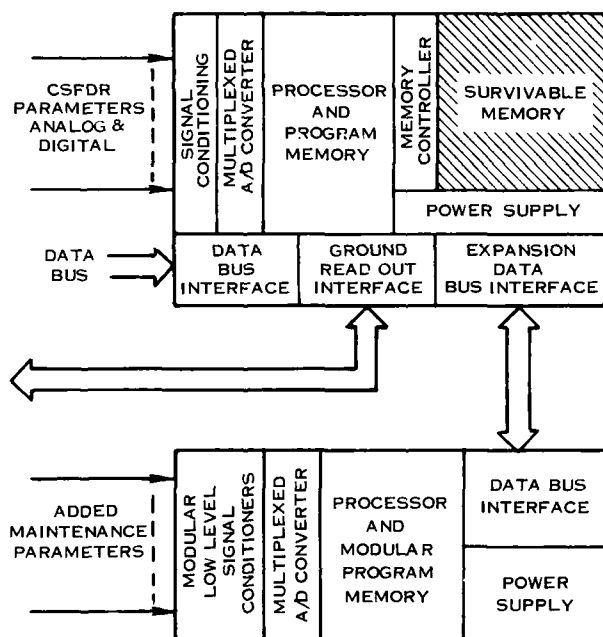 CSFDR
PARAMETERS
ANALOG &
DIGITAL
SIGNAL
CONDITIONING
MULTIPLEXED
A/D CONVERTER
PROCESSOR
AND
PROGRAM
MEMORY
MEMORY
CONTROLLER
SURVIVABLE
MEMORY
POWER SUPPLY
DATA
BUS
DATA
BUS
INTERFACE
GROUND
READ OUT
INTERFACE
EXPANSION
DATA
BUS INTERFACE
ADDED
MAINTENANCE
PARAMETERS
MODULAR
LOW LEVEL
SIGNAL
CONDITIONERS
MULTIPLEXED
A/D CONVERTER
PROCESSOR
AND
MODULAR
PROGRAM
MEMORY
DATA BUS
INTERFACE
POWER
SUPPLY